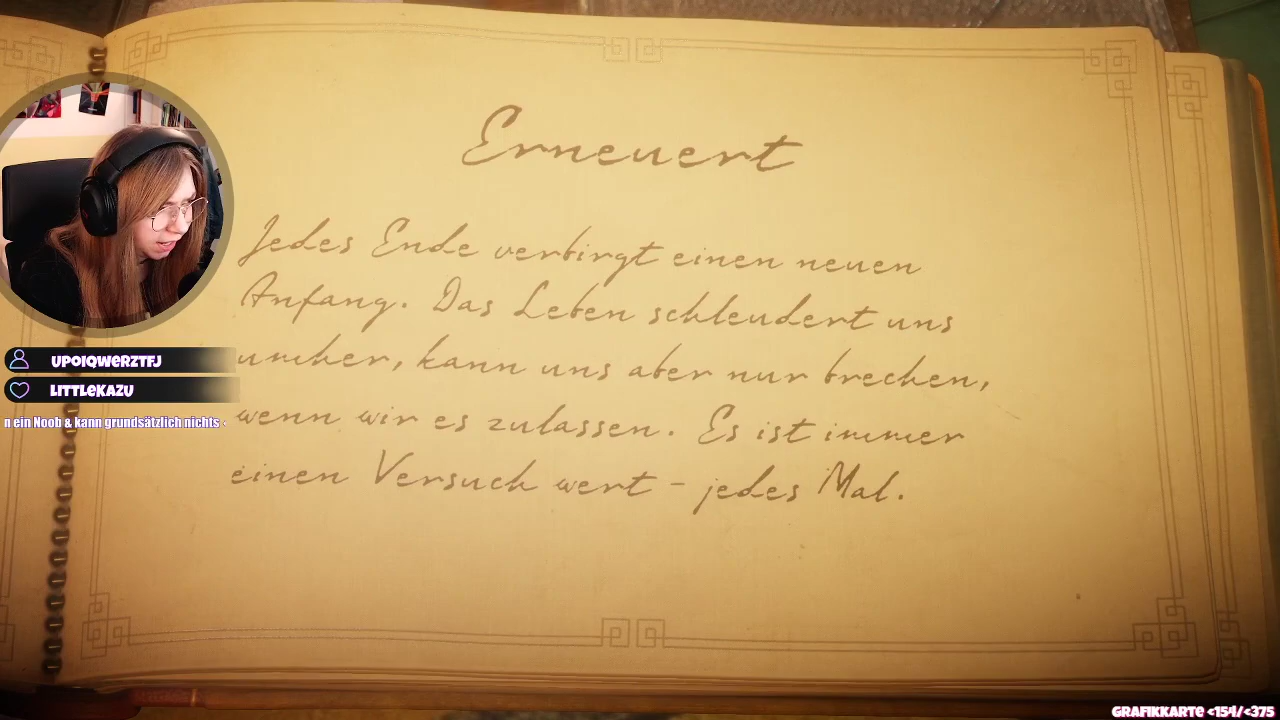 Erneuert
Jedes Ende verbirgt einen neuen
Anfang. Das Leben schleudert uns
umher, kann uns aber nur brechen,
wenn wir es zulassen. Es ist immer
einen Versuch wert - jedes Mal.
UPOIQWERZTFJ
LITTLEKAZU
n ein Noob & kann grundsätzlich nichts
GRAFIKKARTE <154/<375